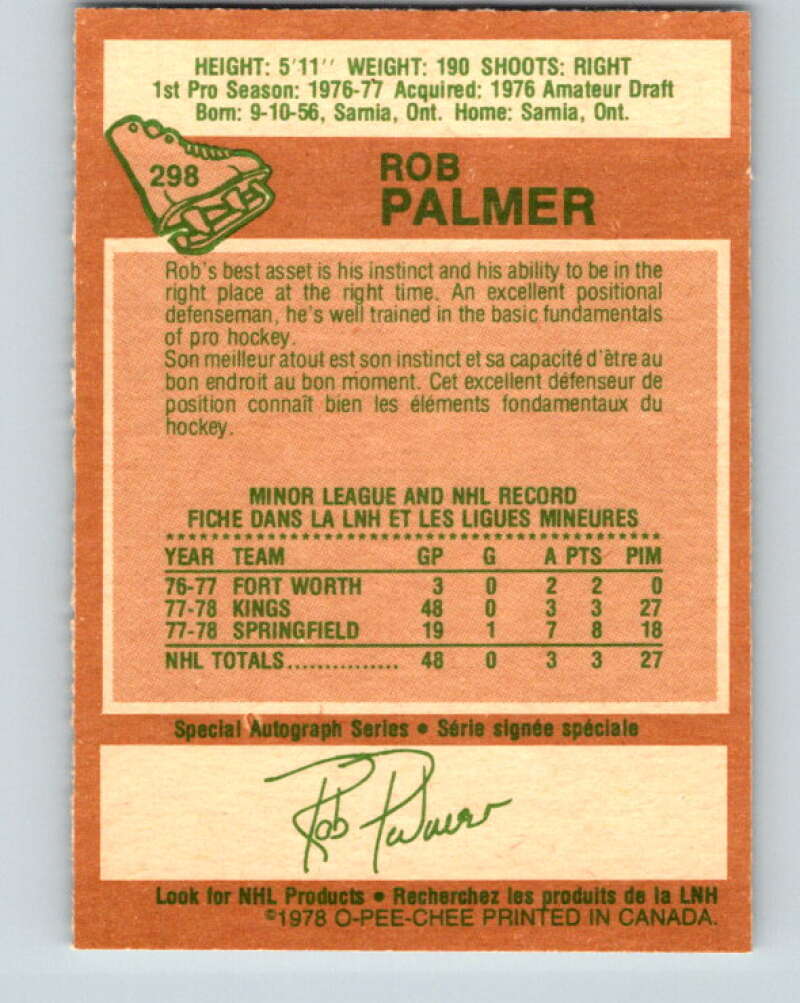 HEIGHT: 5'11'' WEIGHT: 190 SHOOTS: RIGHT
1st Pro Season: 1976-77 Acquired: 1976 Amateur Draft
Born: 9-10-56, Sarnia, Ont. Home: Sarnia, Ont.
298
ROB
PALMER
Rob's best asset is his instinct and his ability to be in the
right place at the right time. An excellent positional
defenseman, he's well trained in the basic fundamentals
of pro hockey.
Son meilleur atout est son instinct et sa capacité d'être au
bon endroit au bon moment. Cet excellent défenseur de
position connaît bien les éléments fondamentaux du
hockey.
MINOR LEAGUE AND NHL RECORD
FICHE DANS LA LNH ET LES LIGUES MINEURES
YEAR TEAM GP G A PTS PIM
76-77 FORT WORTH 3 0 2 2 0
77-78 KINGS 48 0 3 3 27
77-78 SPRINGFIELD 19 1 7 8 18
NHL TOTALS............... 48 0 3 3 27
Special Autograph Series • Série signée spéciale
Rob Palmer
Look for NHL Products • Recherchez les produits de la LNH
©1978 O-PEE-CHEE PRINTED IN CANADA.